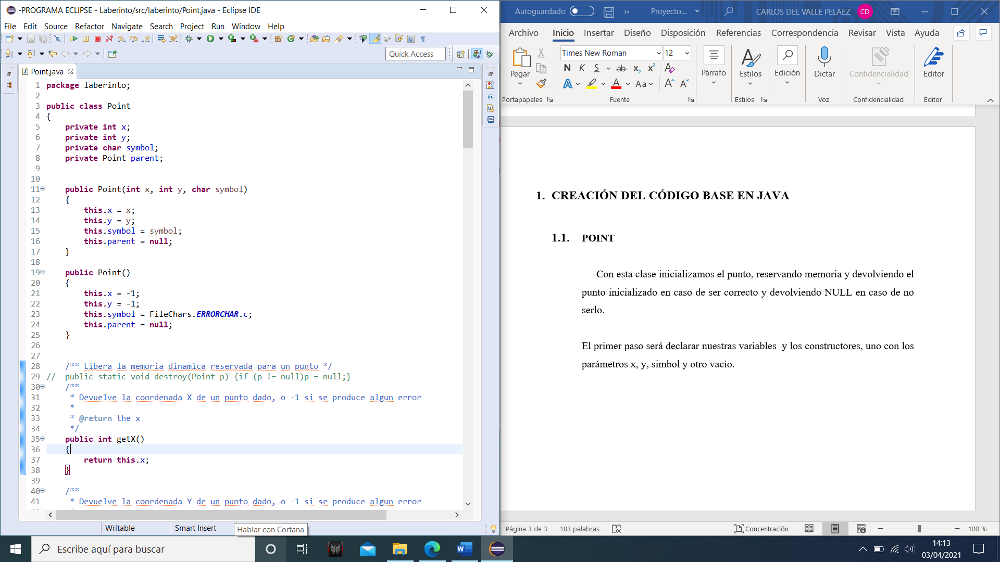 -PROGRAMA ECLIPSE - Laberinto/src/laberinto/Point.java - Eclipse IDE
File Edit Source Refactor Navigate Search Project Run Window Help
Quick Access
Point.java
1 package laberinto;
2
3 public class Point
4 {
5 private int x;
6 private int y;
7 private char symbol;
8 private Point parent;
9
10
11 public Point(int x, int y, char symbol)
12 {
13 this.x = x;
14 this.y = y;
15 this.symbol = symbol;
16 this.parent = null;
17 }
18
19 public Point()
20 {
21 this.x = -1;
22 this.y = -1;
23 this.symbol = FileChars.ERRORCHAR.c;
24 this.parent = null;
25 }
26
27
28 /** Libera la memoria dinamica reservada para un punto */
29 // public static void destroy(Point p) {if (p != null)p = null;}
30 /**
31 * Devuelve la coordenada X de un punto dado, o -1 si se produce algun error
32 *
33 * @return the x
34 */
35 public int getX()
36 {
37 return this.x;
38 }
39
40 /**
41 * Devuelve la coordenada Y de un punto dado, o -1 si se produce algun error
Writable Smart Insert
Hablar con Cortana
Autoguardado Proyecto... CARLOS DEL VALLE PELAEZ CD
Archivo Inicio Insertar Diseño Disposición Referencias Correspondencia Revisar Vista Ayuda
Times New Roman 12
N K S ab x₂ x²
A A Aa A A
Pegar Párrafo Estilos Edición Dictar Confidencialidad Editor
Portapapeles Fuente Estilos Voz Confidencialidad Editor
1. CREACIÓN DEL CÓDIGO BASE EN JAVA
1.1. POINT
Con esta clase inicializamos el punto, reservando memoria y devolviendo el
punto inicializado en caso de ser correcto y devolviendo NULL en caso de no
serlo.
El primer paso será declarar nuestras variables y los constructores, uno con los
parámetros x, y, simbol y otro vacío.
Página 3 de 3 183 palabras Concentración 100 %
Escribe aquí para buscar
14:13
03/04/2021